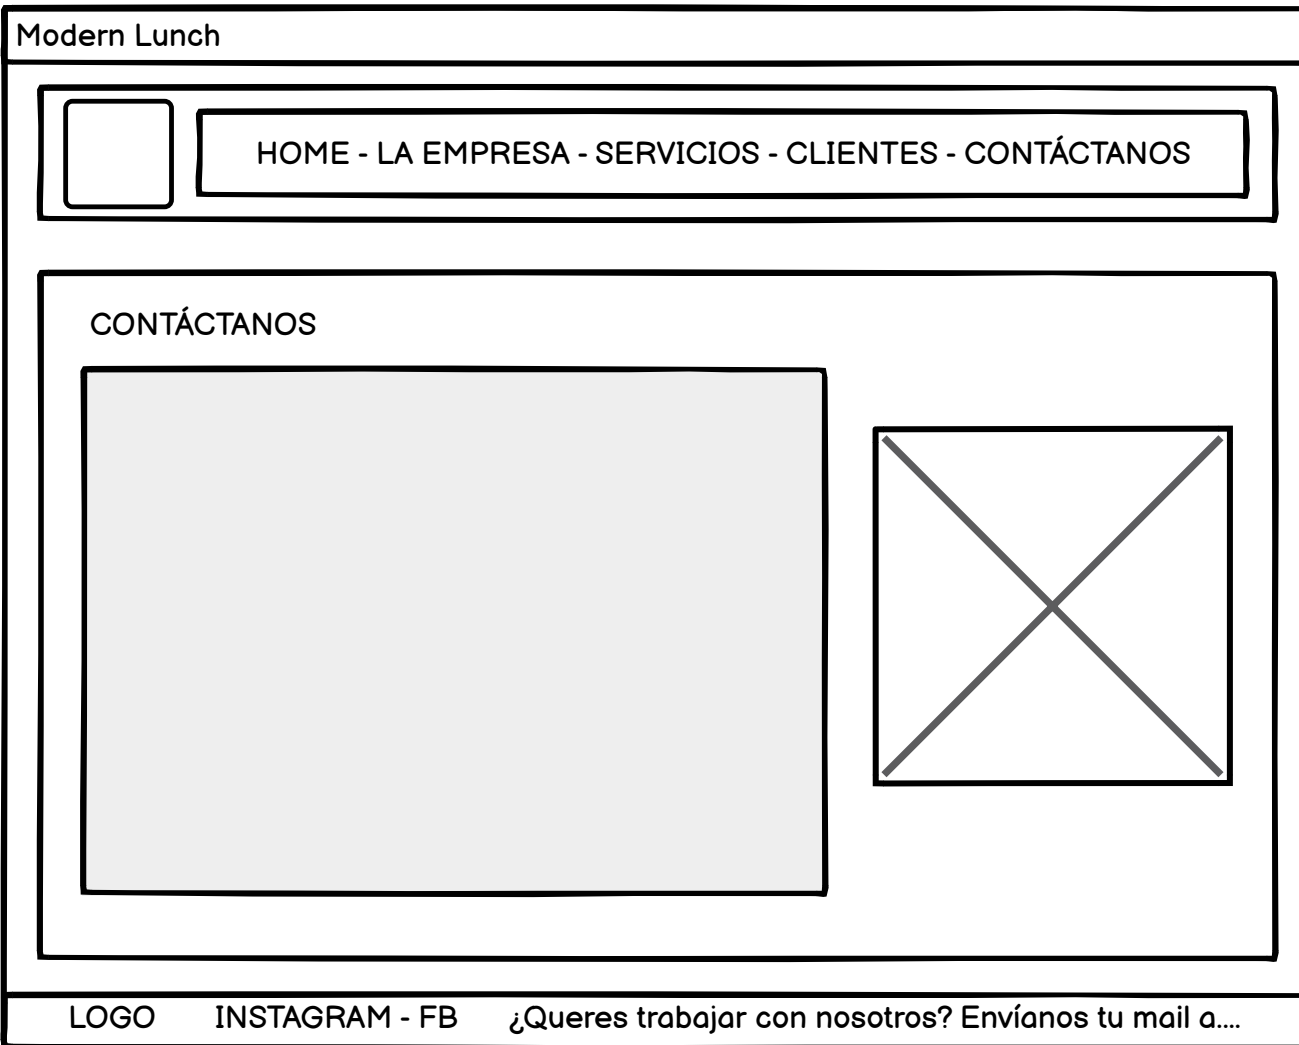 Modern Lunch
HOME - LA EMPRESA - SERVICIOS - CLIENTES - CONTÁCTANOS
CONTÁCTANOS
LOGO INSTAGRAM - FB ¿Queres trabajar con nosotros? Envíanos tu mail a....